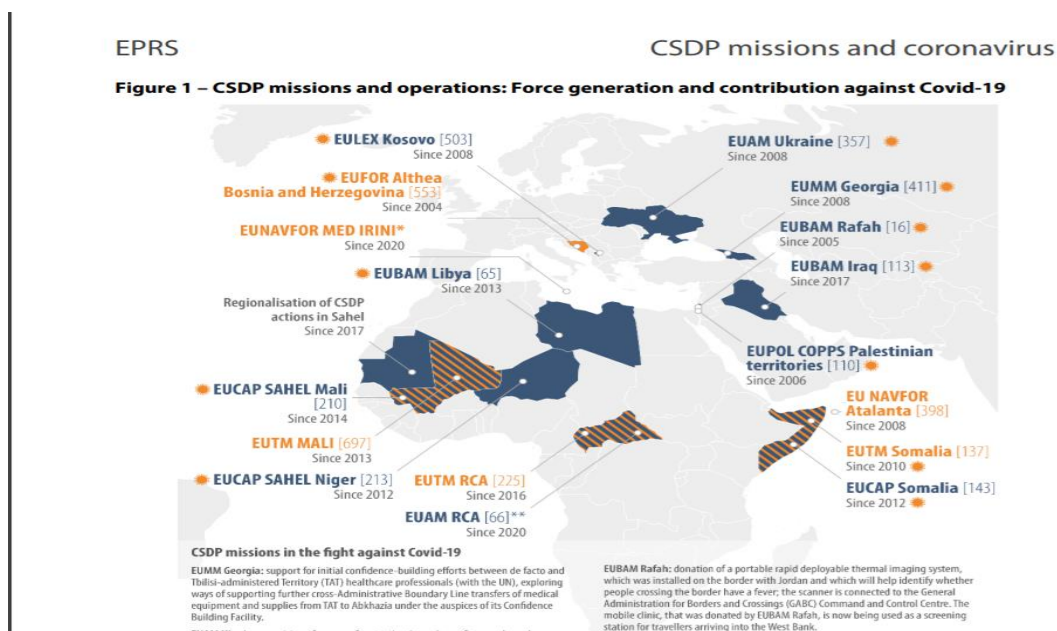 EPRS
CSDP missions and coronavirus
Figure 1 – CSDP missions and operations: Force generation and contribution against Covid-19
EULEX Kosovo [503]
Since 2008
EUFOR Althea
Bosnia and Herzegovina [553]
Since 2004
EUNAVFOR MED IRINI*
Since 2020
EUBAM Libya [65]
Since 2013
Regionalisation of CSDP
actions in Sahel
Since 2017
EUCAP SAHEL Mali
[210]
Since 2014
EUTM MALI [697]
Since 2013
EUCAP SAHEL Niger [213]
Since 2012
EUTM RCA [225]
Since 2016
EUAM RCA [66]**
Since 2020
EUAM Ukraine [357]
Since 2008
EUMM Georgia [411]
Since 2008
EUBAM Rafah [16]
Since 2005
EUBAM Iraq [113]
Since 2017
EUPOL COPPS Palestinian
territories [110]
Since 2006
EU NAVFOR
Atalanta [398]
Since 2008
EUTM Somalia [137]
Since 2010
EUCAP Somalia [143]
Since 2012
CSDP missions in the fight against Covid-19
EUMM Georgia: support for initial confidence-building efforts between de facto and
Tbilisi-administered Territory (TAT) healthcare professionals (with the UN), exploring
ways of supporting further cross-Administrative Boundary Line transfers of medical
equipment and supplies from TAT to Abkhazia under the auspices of its Confidence
Building Facility.
EUBAM Rafah: donation of a portable rapid deployable thermal imaging system,
which was installed on the border with Jordan and which will help identify whether
people crossing the border have a fever; the scanner is connected to the General
Administration for Borders and Crossings (GABC) Command and Control Centre. The
mobile clinic, that was donated by EUBAM Rafah, is now being used as a screening
station for travellers arriving into the West Bank.